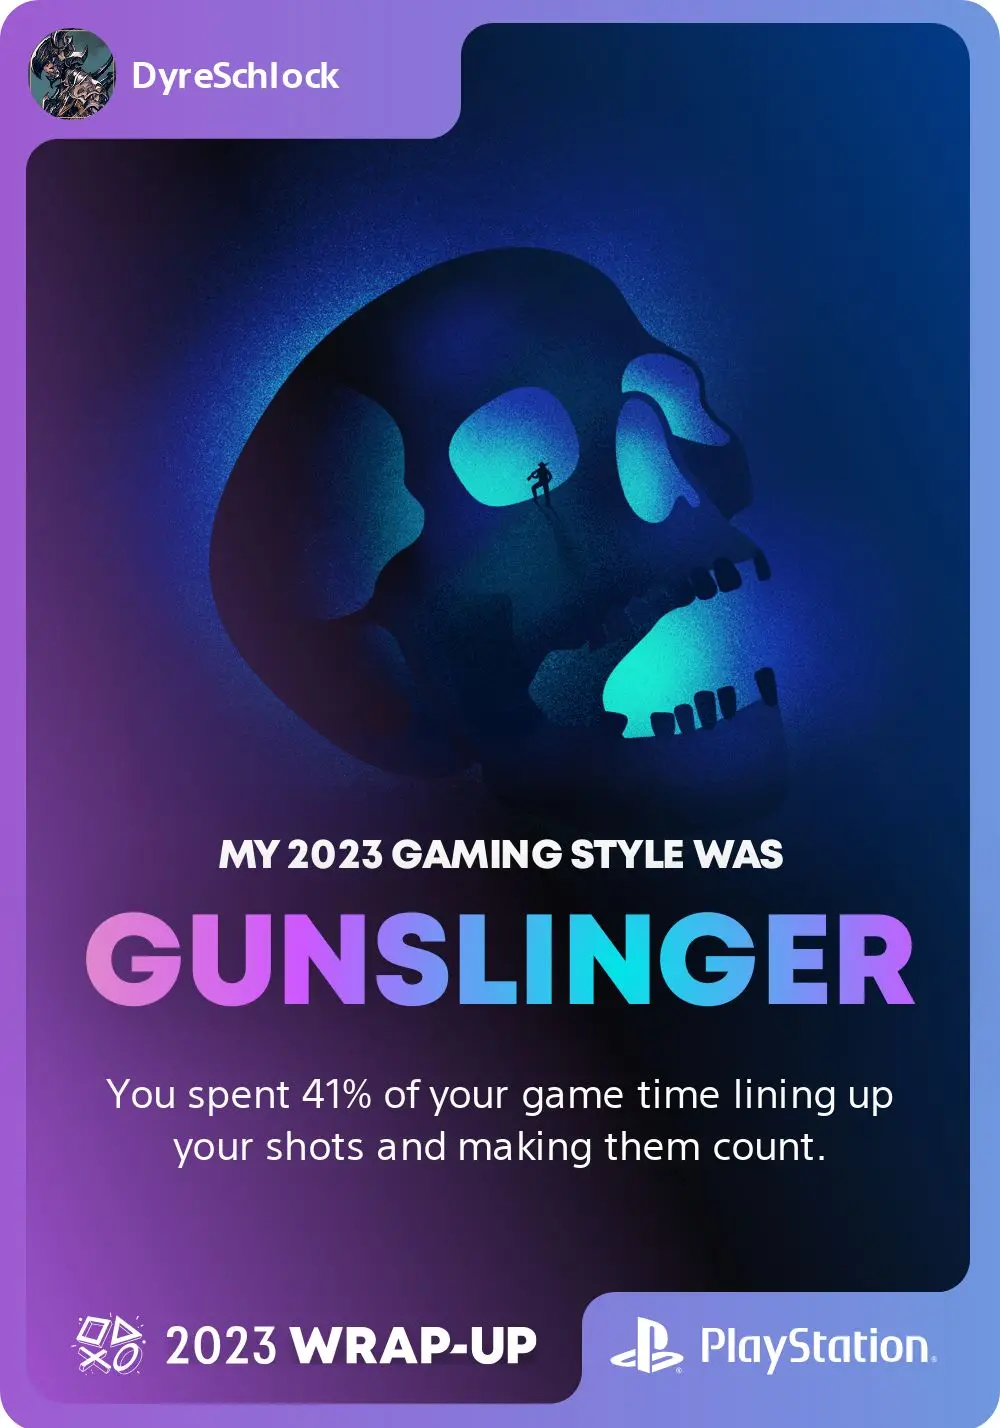 DyreSchlock
MY 2023 GAMING STYLE WAS
GUNSLINGER
You spent 41% of your game time lining up
your shots and making them count.
2023 WRAP-UP
PlayStation®